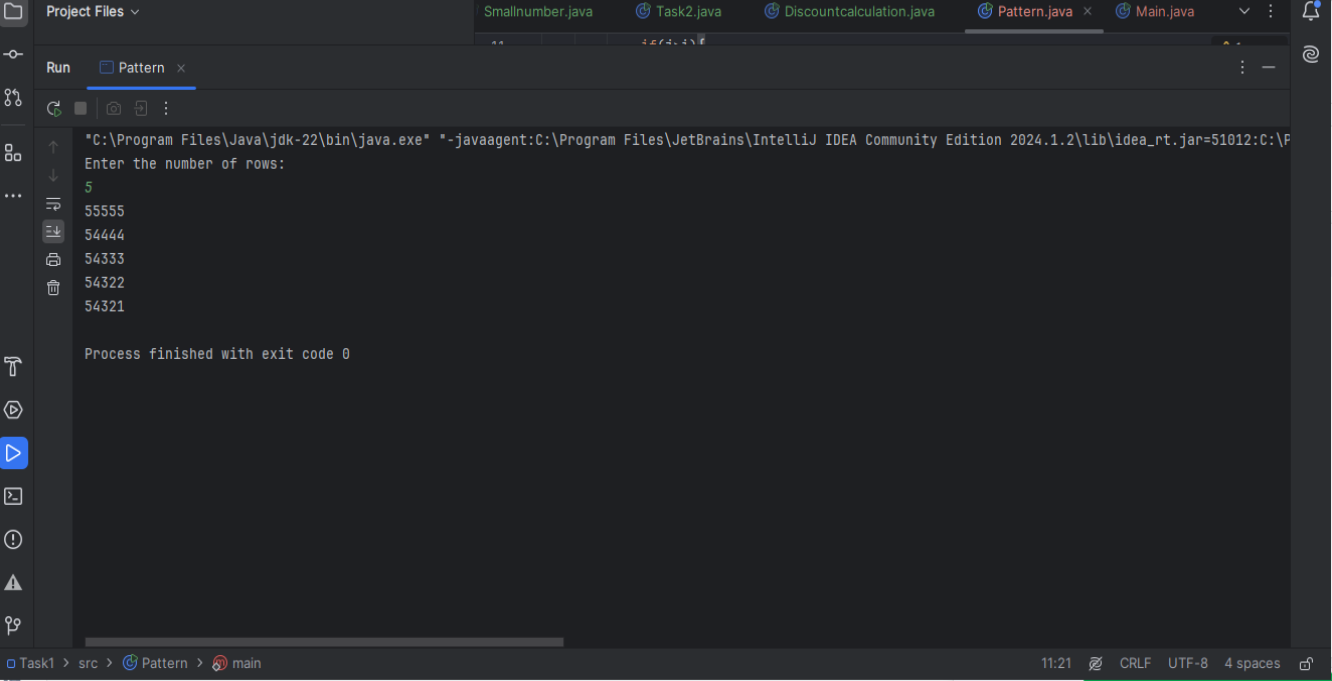 Project Files
Smallnumber.java Task2.java Discountcalculation.java Pattern.java Main.java
Run Pattern
"C:\Program Files\Java\jdk-22\bin\java.exe" "-javaagent:C:\Program Files\JetBrains\IntelliJ IDEA Community Edition 2024.1.2\lib\idea_rt.jar=51012:C:\P
Enter the number of rows:
5
55555
54444
54333
54322
54321
Process finished with exit code 0
Task1 > src > Pattern > main
11:21 CRLF UTF-8 4 spaces